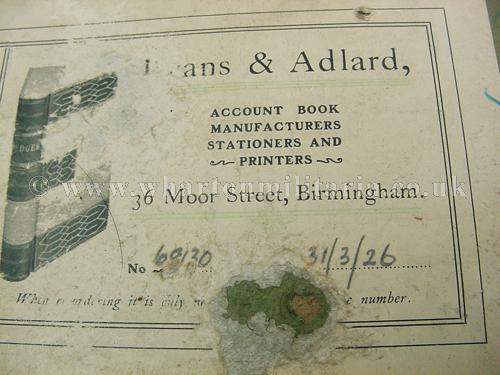 & Adlard,
ACCOUNT BOOK
MANUFACTURERS
STATIONERS AND
PRINTERS
© www.whartonmilitaria.co.uk
36 Moor Street, Birmingham.
No 31/3/26
When it is only number.